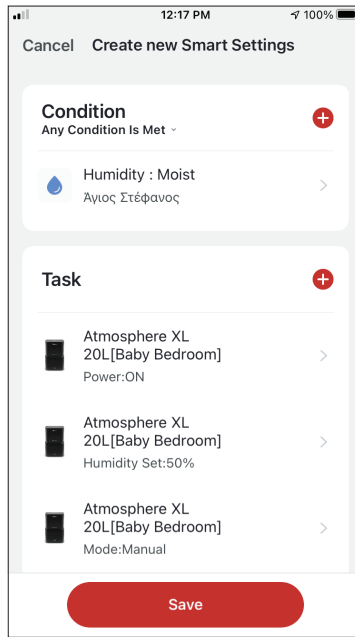 12:17 PM
100%
Cancel Create new Smart Settings
Condition
Any Condition Is Met
Humidity : Moist
Άγιος Στέφανος
Task
Atmosphere XL
20L[Baby Bedroom]
Power:ON
Atmosphere XL
20L[Baby Bedroom]
Humidity Set:50%
Atmosphere XL
20L[Baby Bedroom]
Mode:Manual
Save